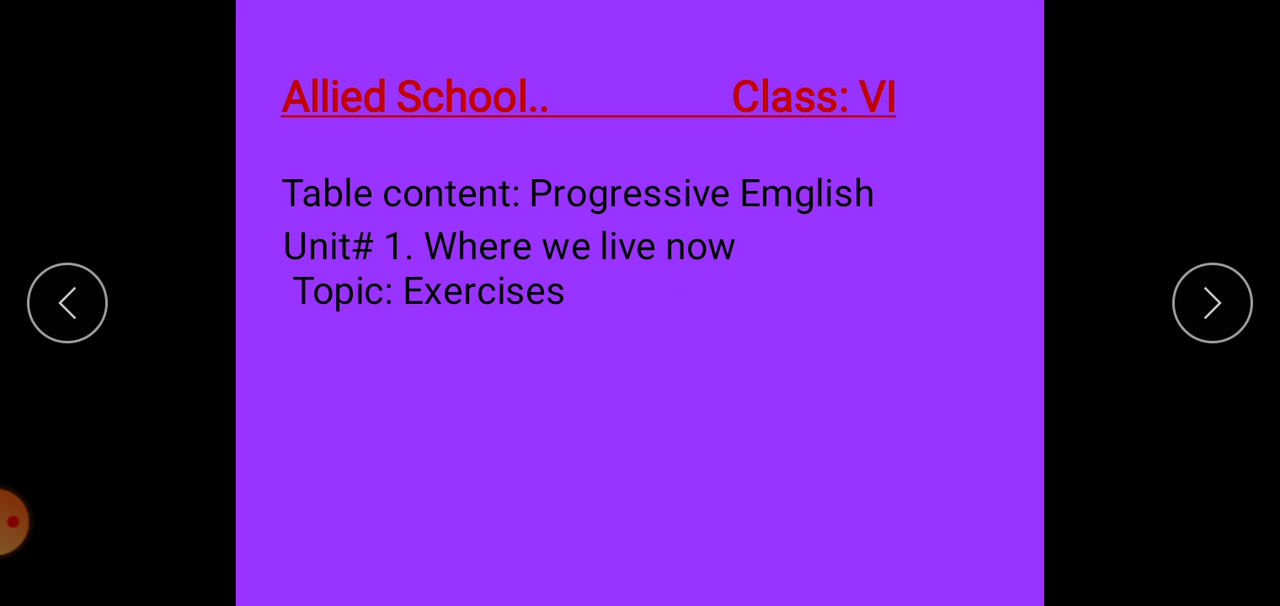 Allied School.. Class: VI
Table content: Progressive Emglish
Unit# 1. Where we live now
Topic: Exercises